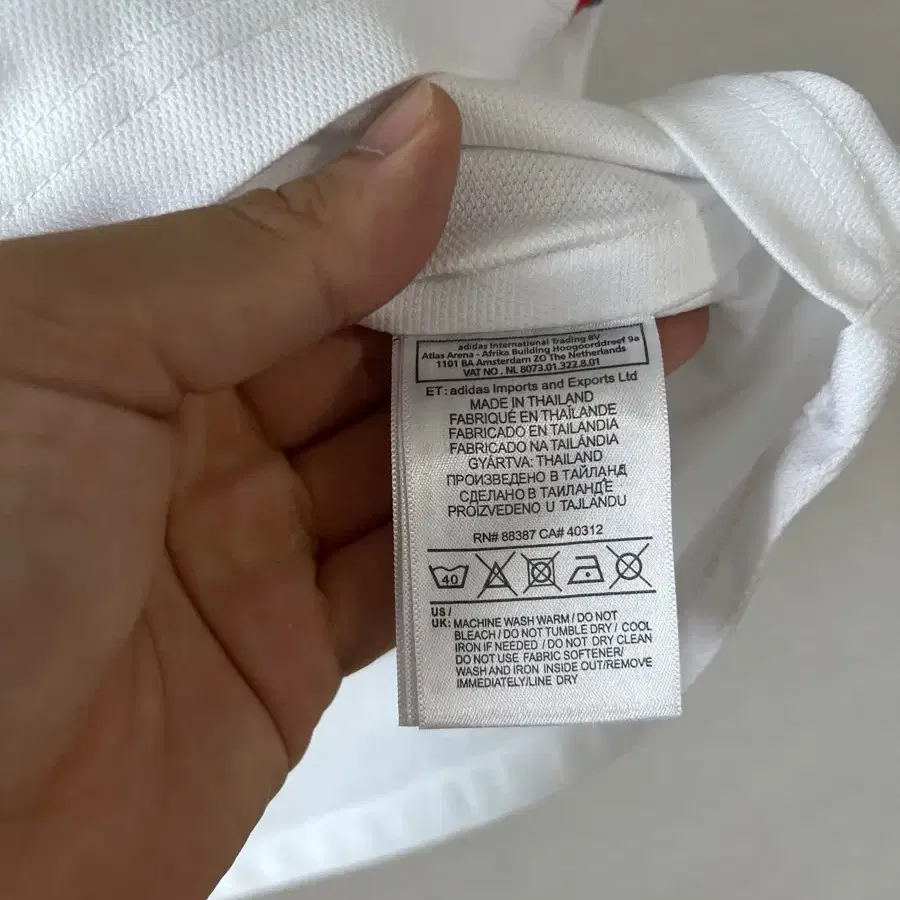 adidas International Trading BV
Atlas Arena - Afrika Building Hoogoorddreef 9a
1101 BA Amsterdam ZO The Netherlands
VAT NO. NL 8073.01.322.8.01
ET: adidas Imports and Exports Ltd
MADE IN THAILAND
FABRIQUÉ EN THAÏLANDE
FABRICADO EN TAILANDIA
FABRICADO NA TAILÂNDIA
GYÁRTVA: THAILAND
ПРОИЗВЕДЕНО В ТАЙЛАНД
СДЕЛАНО В ТАИЛАНДЕ
PROIZVEDENO U TAJLANDU
RN# 88387 CA# 40312
40
US /
UK: MACHINE WASH WARM / DO NOT
BLEACH / DO NOT TUMBLE DRY / COOL
IRON IF NEEDED / DO NOT DRY CLEAN
DO NOT USE FABRIC SOFTENER/
WASH AND IRON INSIDE OUT/REMOVE
IMMEDIATELY/LINE DRY